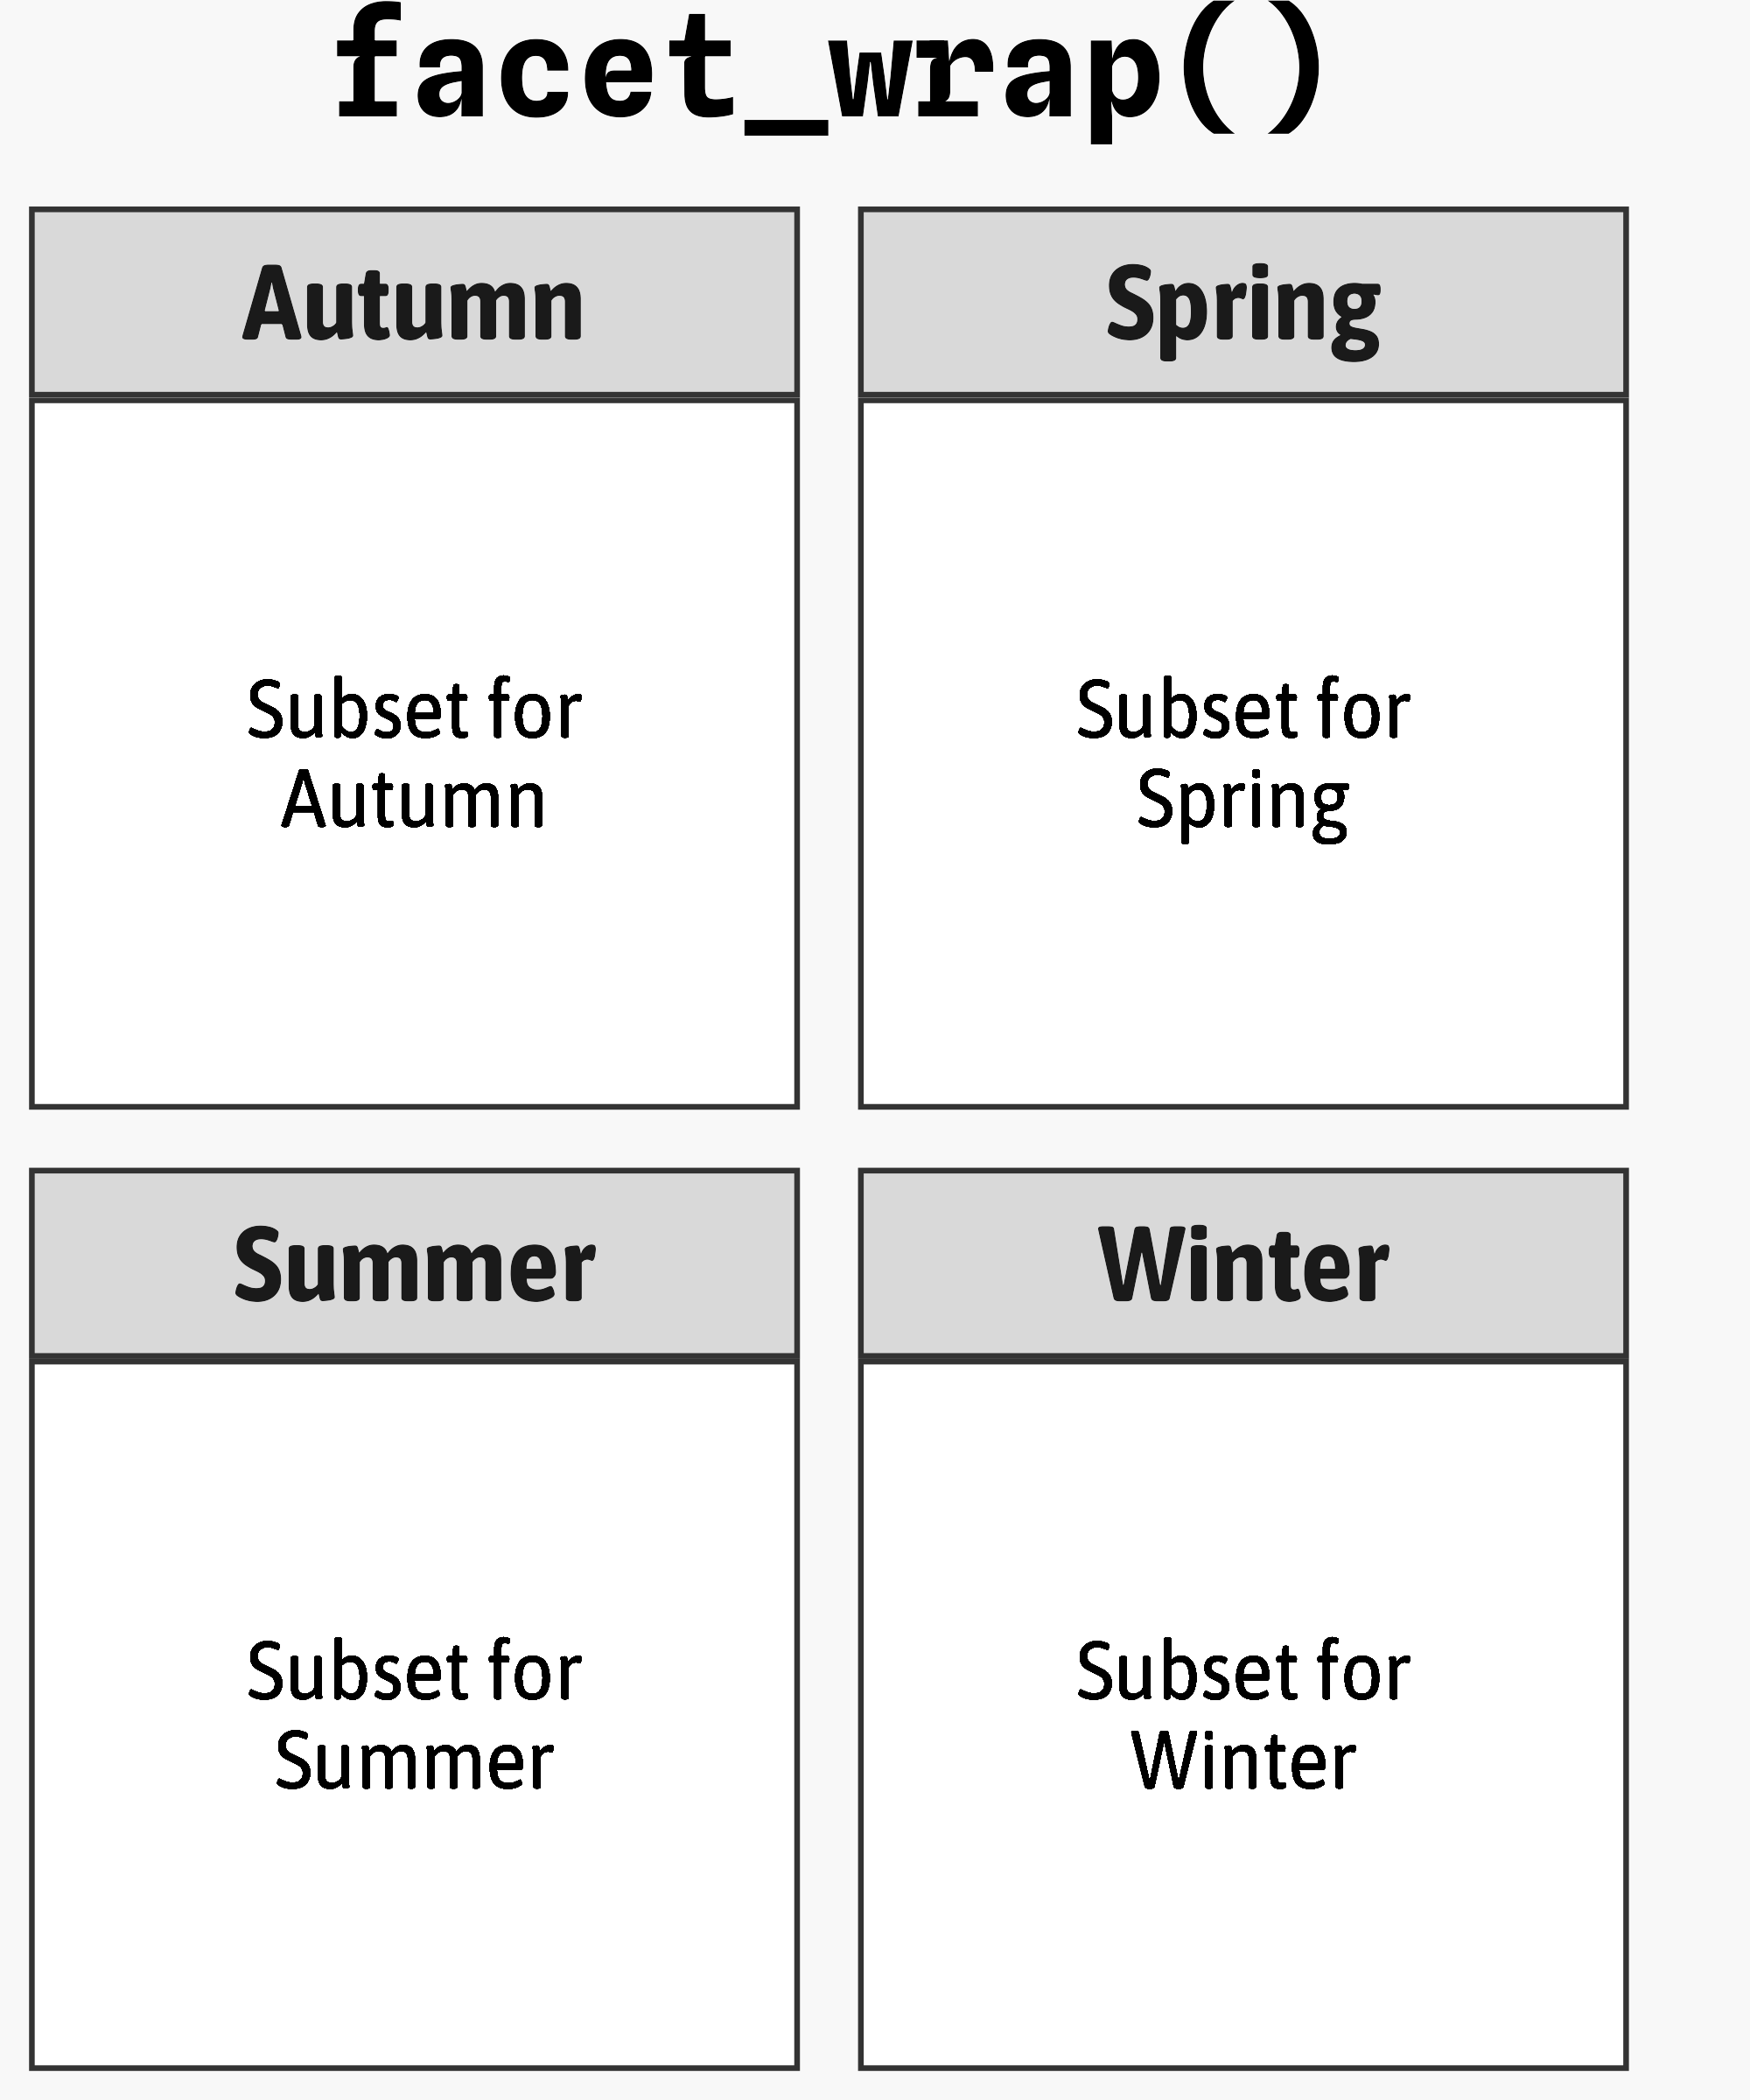 facet_wrap()
Autumn
Spring
Subset for
Autumn
Subset for
Spring
Summer
Winter
Subset for
Summer
Subset for
Winter